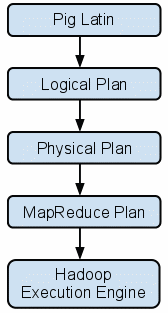 Pig Latin
Logical Plan
Physical Plan
MapReduce Plan
Hadoop
Execution Engine